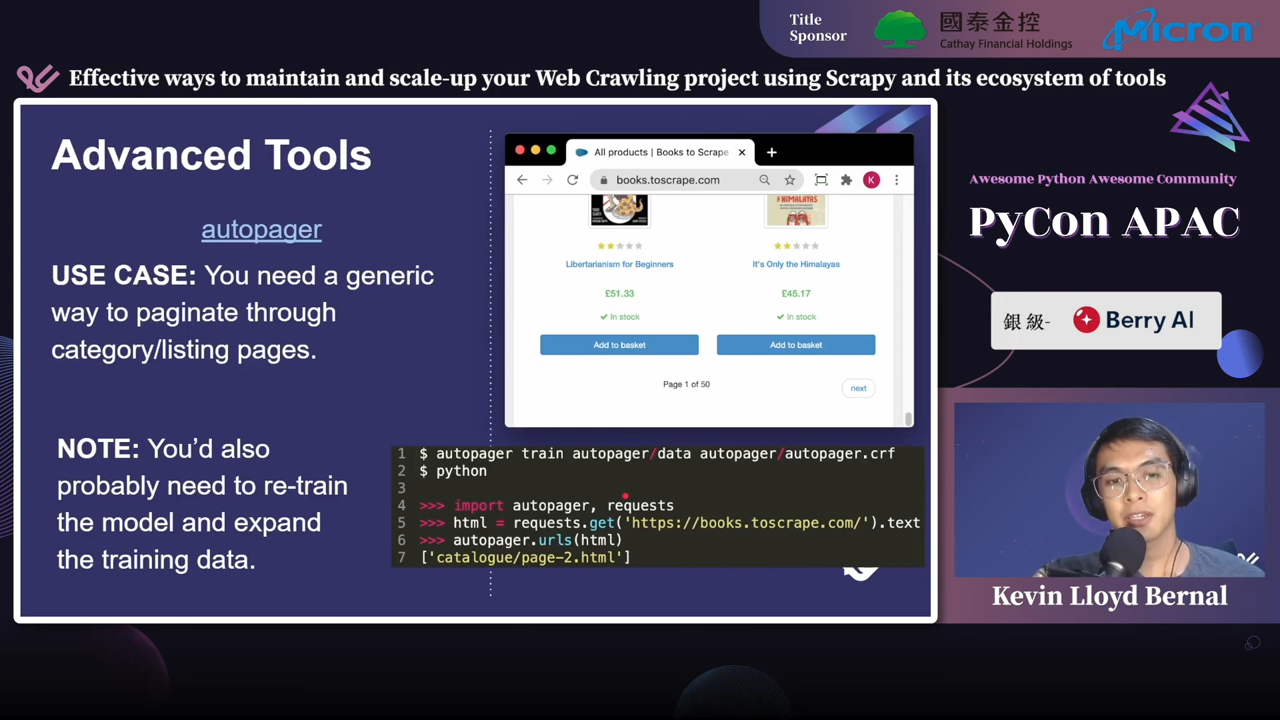 Title
Sponsor
國泰金控
Cathay Financial Holdings
Micron
Effective ways to maintain and scale-up your Web Crawling project using Scrapy and its ecosystem of tools
Advanced Tools
autopager
USE CASE: You need a generic
way to paginate through
category/listing pages.
NOTE: You’d also
probably need to re-train
the model and expand
the training data.
All products | Books to Scrape
books.toscrape.com
K
Libertarianism for Beginners
It's Only the Himalayas
£51.33
£45.17
In stock
In stock
Add to basket
Add to basket
Page 1 of 50
next
1 $ autopager train autopager/data autopager/autopager.crf
2 $ python
3
4 >>> import autopager, requests
5 >>> html = requests.get('https://books.toscrape.com/').text
6 >>> autopager.urls(html)
7 ['catalogue/page-2.html']
Awesome Python Awesome Community
PyCon APAC
銀級-
Berry AI
Kevin Lloyd Bernal